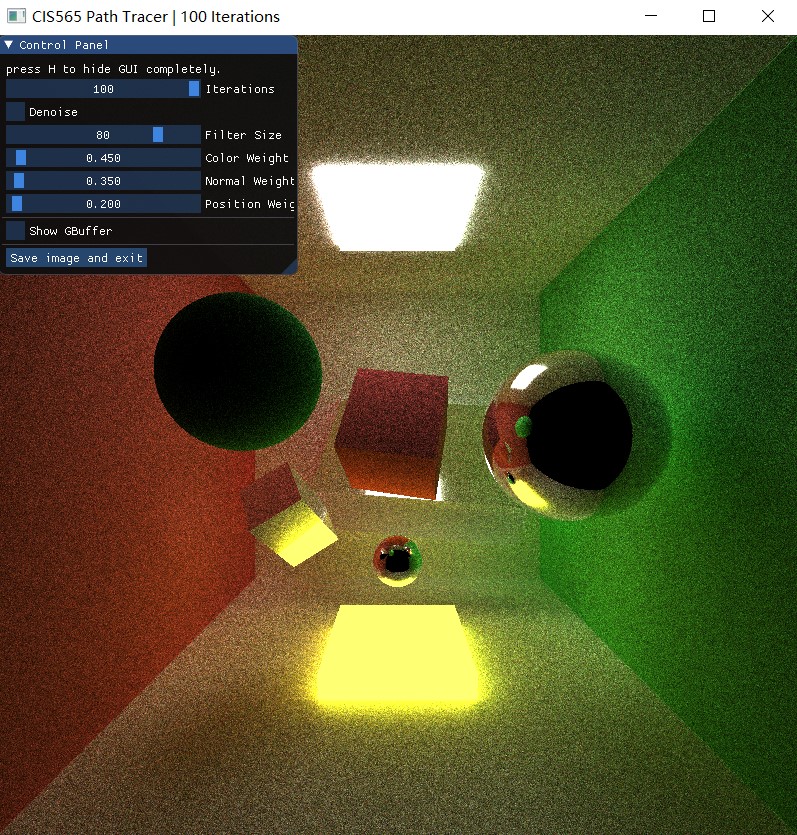 CIS565 Path Tracer | 100 Iterations
Control Panel
press H to hide GUI completely.
100 Iterations
Denoise
80 Filter Size
0.450 Color Weight
0.350 Normal Weight
0.200 Position Weig
Show GBuffer
Save image and exit